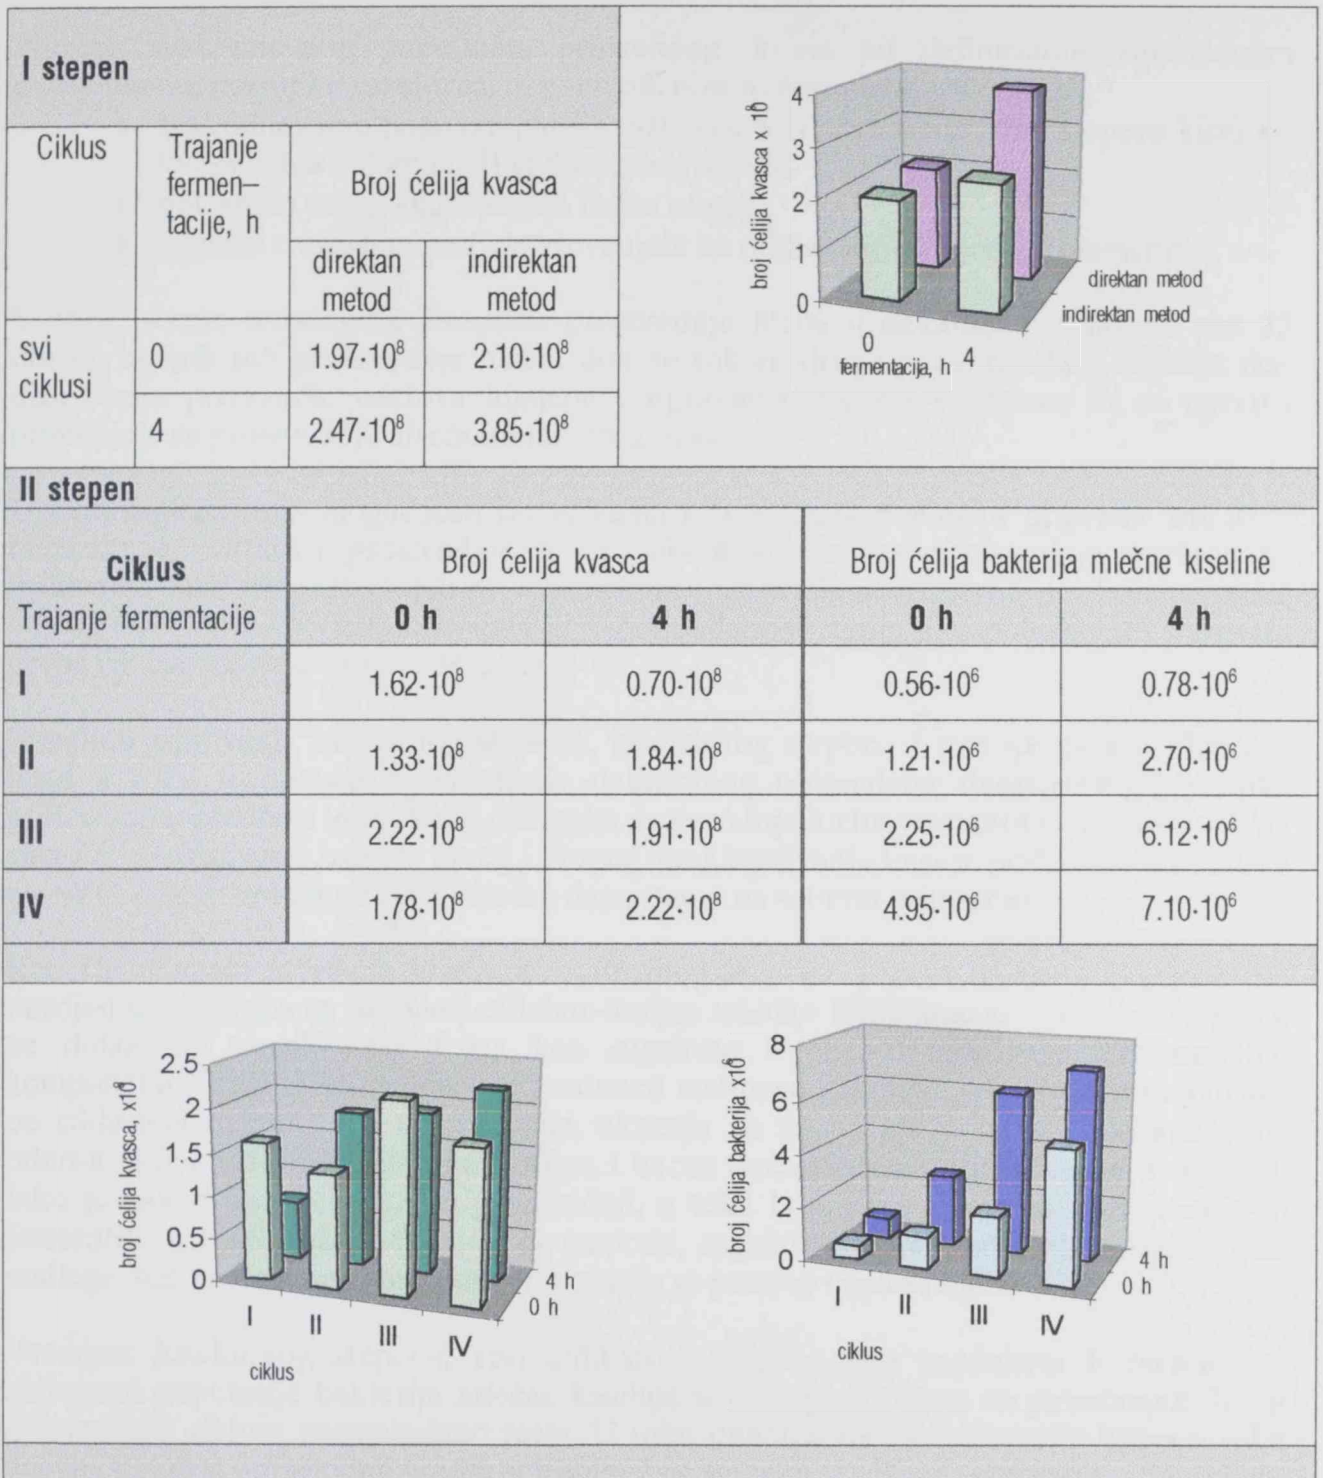 I stepen
Ciklus
Trajanje
fermen–
tacije, h
Broj ćelija kvasca
direktan
metod
indirektan
metod
svi
ciklusi
0 1.97·10⁸ 2.10·10⁸
4 2.47·10⁸ 3.85·10⁸
broj ćelija kvasca x 10⁸
4
3
2
1
0
0 4
fermentacija, h
direktan metod
indirektan metod
II stepen
Ciklus Broj ćelija kvasca Broj ćelija bakterija mlečne kiseline
Trajanje fermentacije 0 h 4 h 0 h 4 h
I 1.62·10⁸ 0.70·10⁸ 0.56·10⁶ 0.78·10⁶
II 1.33·10⁸ 1.84·10⁸ 1.21·10⁶ 2.70·10⁶
III 2.22·10⁸ 1.91·10⁸ 2.25·10⁶ 6.12·10⁶
IV 1.78·10⁸ 2.22·10⁸ 4.95·10⁶ 7.10·10⁶
broj ćelija kvasca, x10⁸
2.5
2
1.5
1
0.5
0
I II III IV
ciklus
4 h
0 h
broj ćelija bakterija x10⁶
8
6
4
2
0
I II III IV
ciklus
4 h
0 h